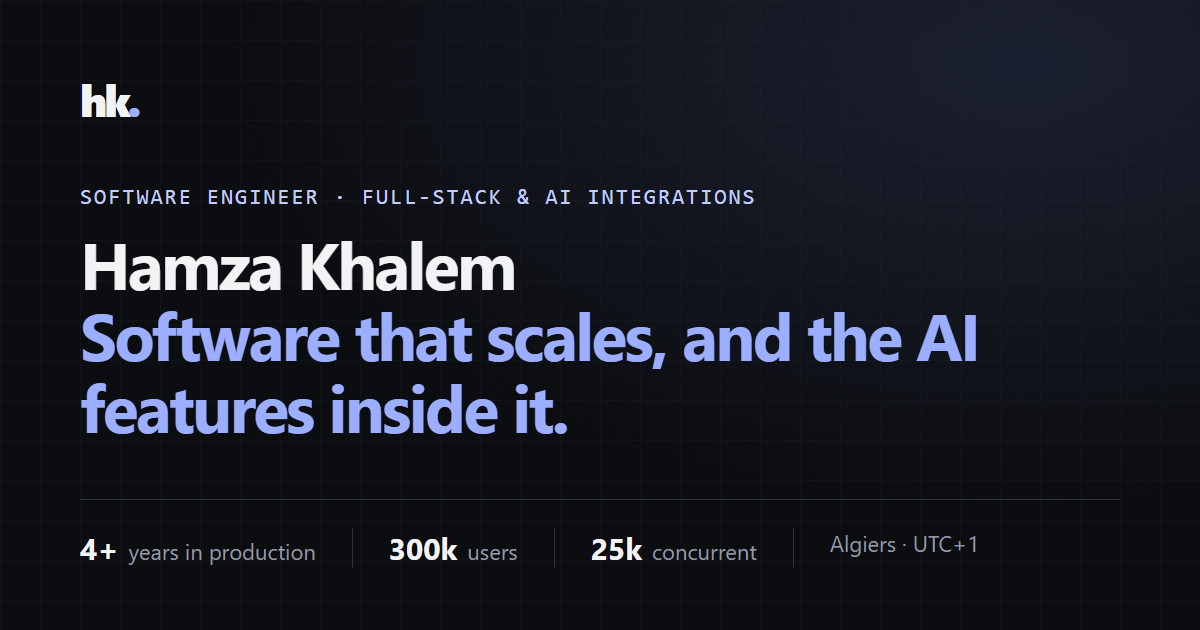 hk.
SOFTWARE ENGINEER · FULL-STACK & AI INTEGRATIONS
Hamza Khalem
Software that scales, and the AI
features inside it.
4+ years in production
300k users
25k concurrent
Algiers · UTC+1